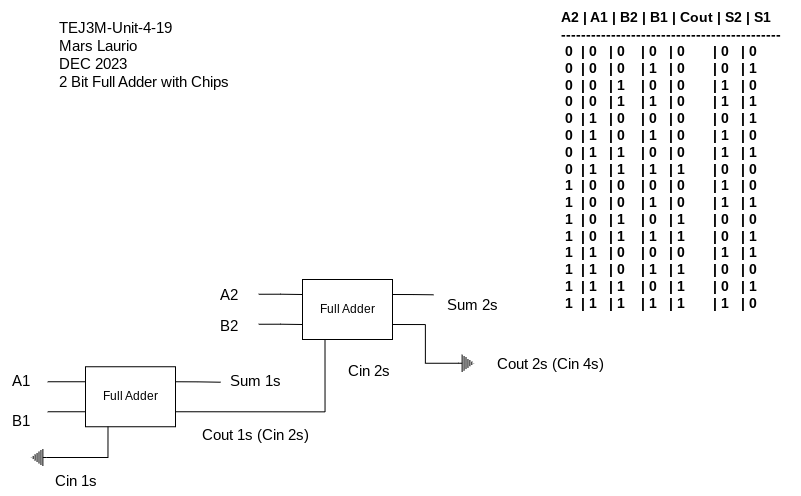 TEJ3M-Unit-4-19
Mars Laurio
DEC 2023
2 Bit Full Adder with Chips
A2 | A1 | B2 | B1 | Cout | S2 | S1
----------------------------------------------
0 | 0 | 0 | 0 | 0 | 0 | 0
0 | 0 | 0 | 1 | 0 | 0 | 1
0 | 0 | 1 | 0 | 0 | 1 | 0
0 | 0 | 1 | 1 | 0 | 1 | 1
0 | 1 | 0 | 0 | 0 | 0 | 1
0 | 1 | 0 | 1 | 0 | 1 | 0
0 | 1 | 1 | 0 | 0 | 1 | 1
0 | 1 | 1 | 1 | 1 | 0 | 0
1 | 0 | 0 | 0 | 0 | 1 | 0
1 | 0 | 0 | 1 | 0 | 1 | 1
1 | 0 | 1 | 0 | 1 | 0 | 0
1 | 0 | 1 | 1 | 1 | 0 | 1
1 | 1 | 0 | 0 | 0 | 1 | 1
1 | 1 | 0 | 1 | 1 | 0 | 0
1 | 1 | 1 | 0 | 1 | 0 | 1
1 | 1 | 1 | 1 | 1 | 1 | 0
A2
B2
Full Adder
Sum 2s
Cin 2s
Cout 2s (Cin 4s)
A1
B1
Full Adder
Sum 1s
Cout 1s (Cin 2s)
Cin 1s